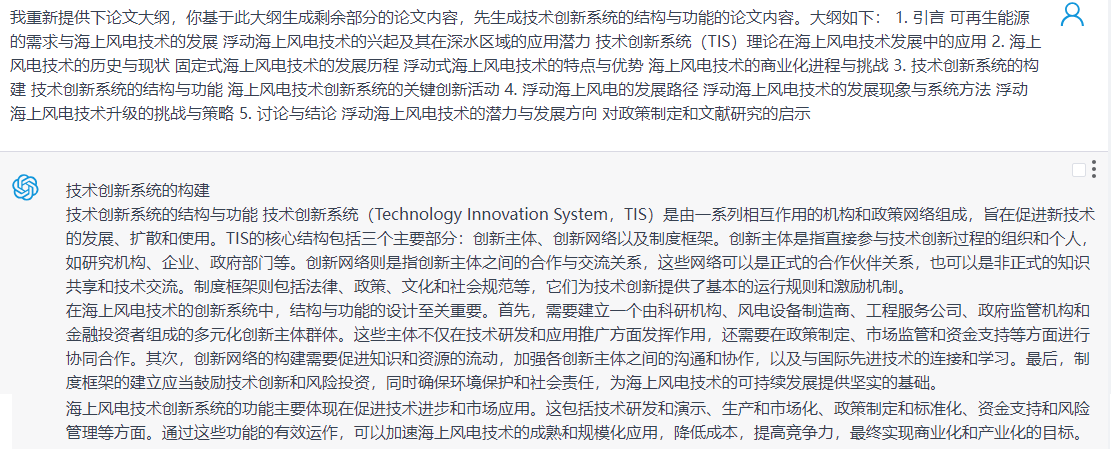 我重新提供下论文大纲，你基于此大纲生成剩余部分的论文内容，先生成技术创新系统的结构与功能的论文内容。大纲如下： 1. 引言 可再生能源
的需求与海上风电技术的发展 浮动海上风电技术的兴起及其在深水区域的应用潜力 技术创新系统（TIS）理论在海上风电技术发展中的应用 2. 海上
风电技术的历史与现状 固定式海上风电技术的发展历程 浮动式海上风电技术的特点与优势 海上风电技术的商业化进程与挑战 3. 技术创新系统的构
建 技术创新系统的结构与功能 海上风电技术创新系统的关键创新活动 4. 浮动海上风电的发展路径 浮动海上风电技术的发展现象与系统方法 浮动
海上风电技术升级的挑战与策略 5. 讨论与结论 浮动海上风电技术的潜力与发展方向 对政策制定和文献研究的启示
技术创新系统的构建
技术创新系统的结构与功能 技术创新系统（Technology Innovation System，TIS）是由一系列相互作用的机构和政策网络组成，旨在促进新技术
的发展、扩散和使用。TIS的核心结构包括三个主要部分：创新主体、创新网络以及制度框架。创新主体是指直接参与技术创新过程的组织和个人，
如研究机构、企业、政府部门等。创新网络则是指创新主体之间的合作与交流关系，这些网络可以是正式的合作伙伴关系，也可以是非正式的知识
共享和技术交流。制度框架则包括法律、政策、文化和社会规范等，它们为技术创新提供了基本的运行规则和激励机制。
在海上风电技术的创新系统中，结构与功能的设计至关重要。首先，需要建立一个由科研机构、风电设备制造商、工程服务公司、政府监管机构和
金融投资者组成的多元化创新主体群体。这些主体不仅在技术研发和应用推广方面发挥作用，还需要在政策制定、市场监管和资金支持等方面进行
协同合作。其次，创新网络的构建需要促进知识和资源的流动，加强各创新主体之间的沟通和协作，以及与国际先进技术的连接和学习。最后，制
度框架的建立应当鼓励技术创新和风险投资，同时确保环境保护和社会责任，为海上风电技术的可持续发展提供坚实的基础。
海上风电技术创新系统的功能主要体现在促进技术进步和市场应用。这包括技术研发和演示、生产和市场化、政策制定和标准化、资金支持和风险
管理等方面。通过这些功能的有效运作，可以加速海上风电技术的成熟和规模化应用，降低成本，提高竞争力，最终实现商业化和产业化的目标。